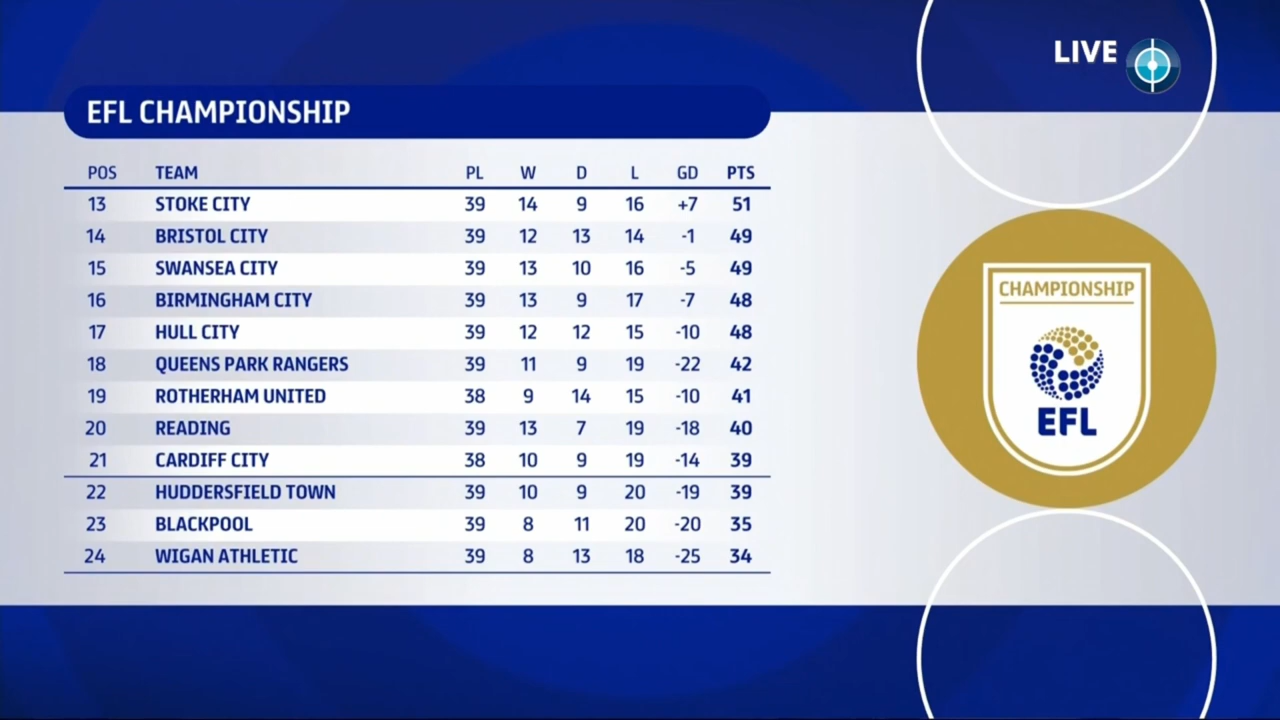 LIVE
EFL CHAMPIONSHIP
POS TEAM PL W D L GD PTS
13 STOKE CITY 39 14 9 16 +7 51
14 BRISTOL CITY 39 12 13 14 -1 49
15 SWANSEA CITY 39 13 10 16 -5 49
16 BIRMINGHAM CITY 39 13 9 17 -7 48
17 HULL CITY 39 12 12 15 -10 48
18 QUEENS PARK RANGERS 39 11 9 19 -22 42
19 ROTHERHAM UNITED 38 9 14 15 -10 41
20 READING 39 13 7 19 -18 40
21 CARDIFF CITY 38 10 9 19 -14 39
22 HUDDERSFIELD TOWN 39 10 9 20 -19 39
23 BLACKPOOL 39 8 11 20 -20 35
24 WIGAN ATHLETIC 39 8 13 18 -25 34
CHAMPIONSHIP
EFL